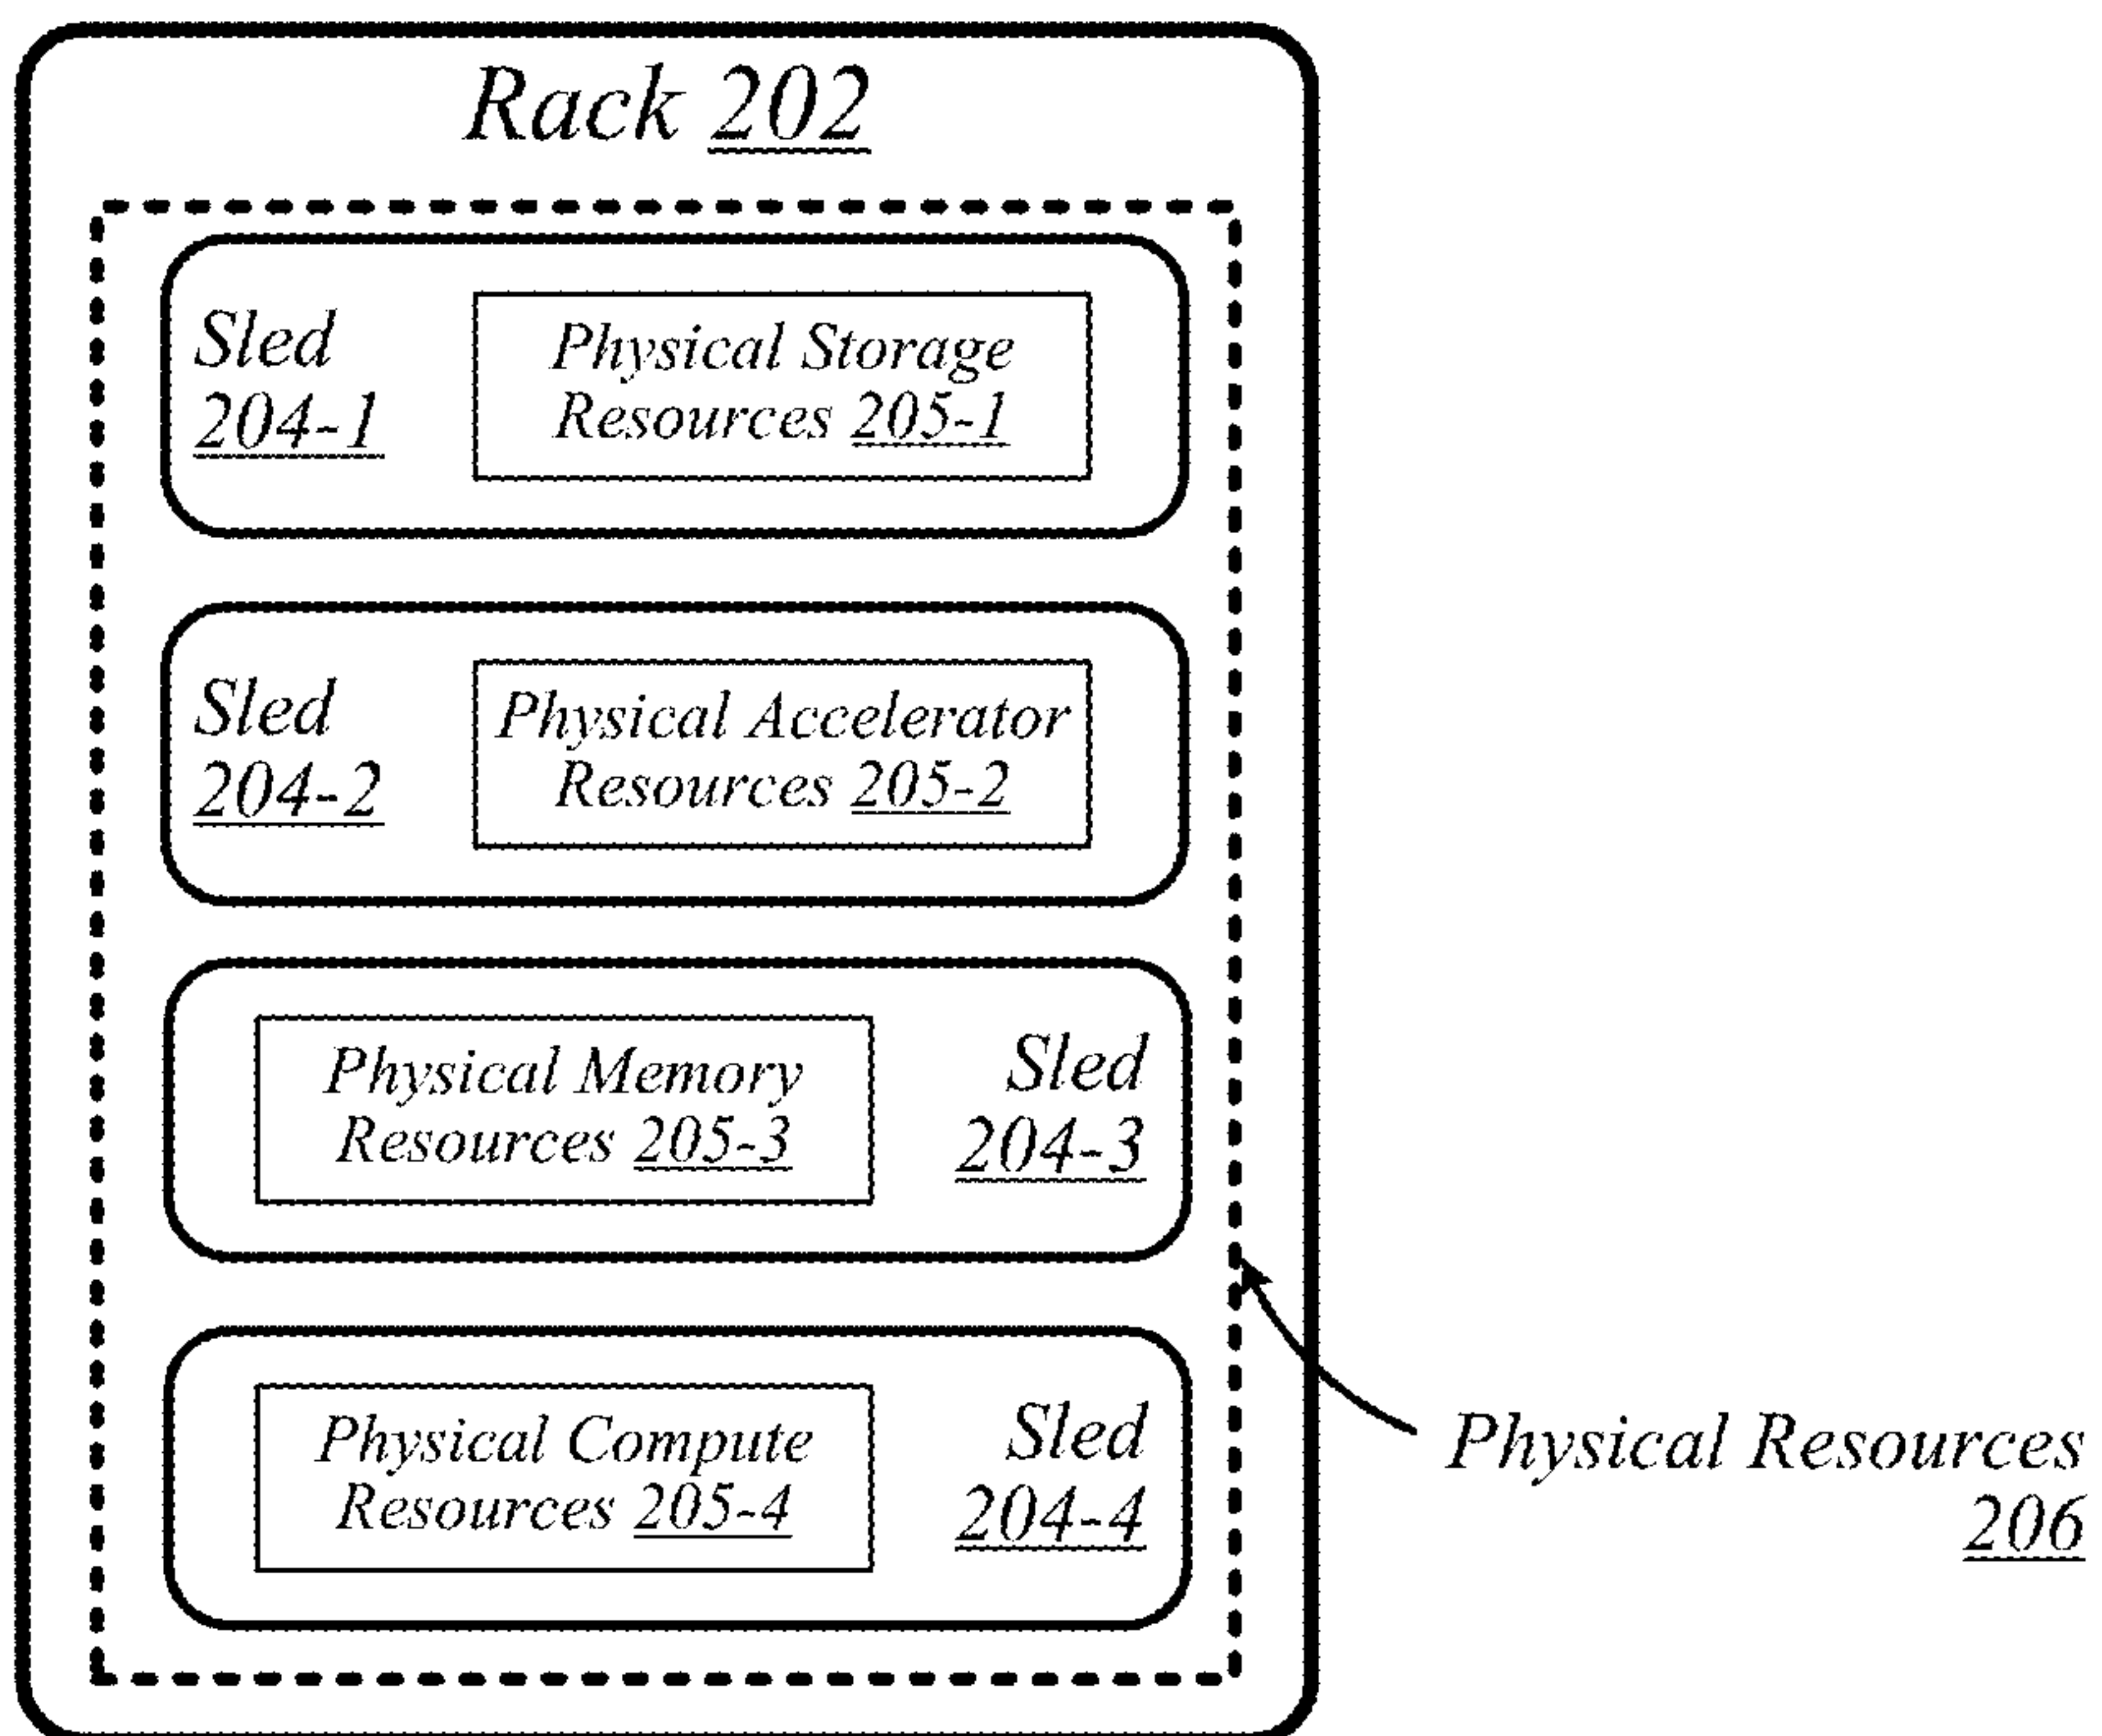 Rack 202
Sled
204-1
Physical Storage
Resources 205-1
Sled
204-2
Physical Accelerator
Resources 205-2
Physical Memory
Resources 205-3
Sled
204-3
Physical Compute
Resources 205-4
Sled
204-4
Physical Resources
206